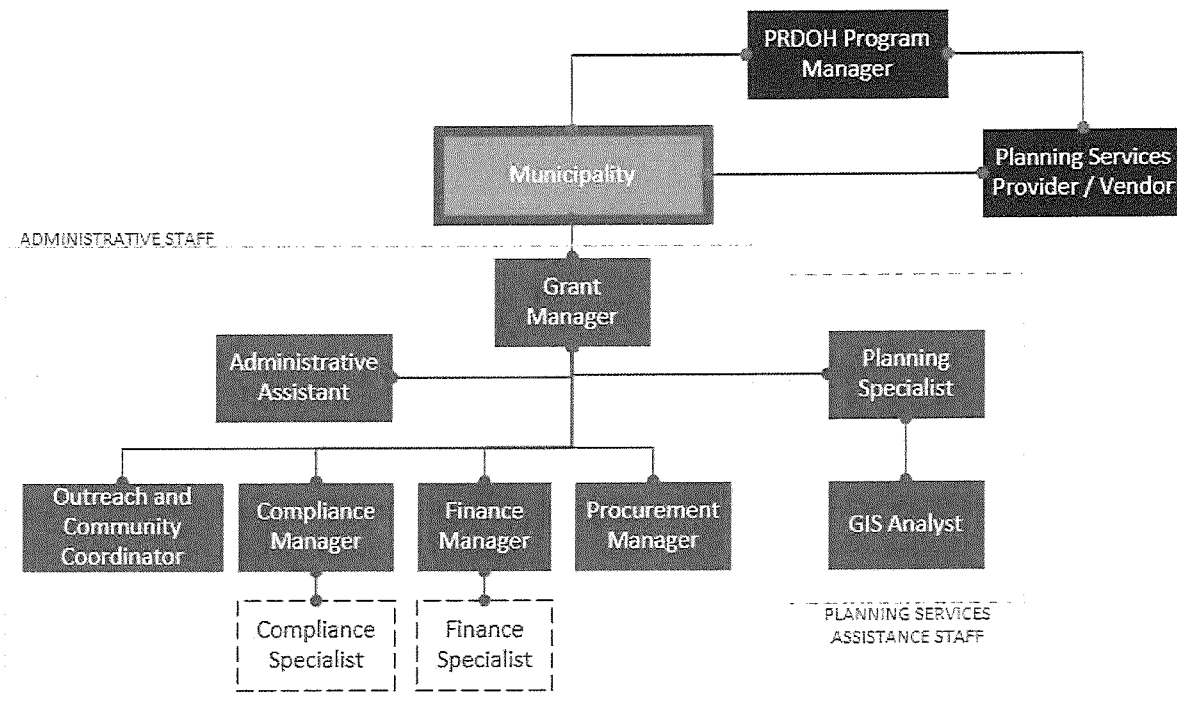 PRDOH Program
Manager
Municipality
Planning Services
Provider / Vendor
ADMINISTRATIVE STAFF
Grant
Manager
Administrative
Assistant
Planning
Specialist
Outreach and
Community
Coordinator
Compliance
Manager
Finance
Manager
Procurement
Manager
GIS Analyst
Compliance
Specialist
Finance
Specialist
PLANNING SERVICES
ASSISTANCE STAFF